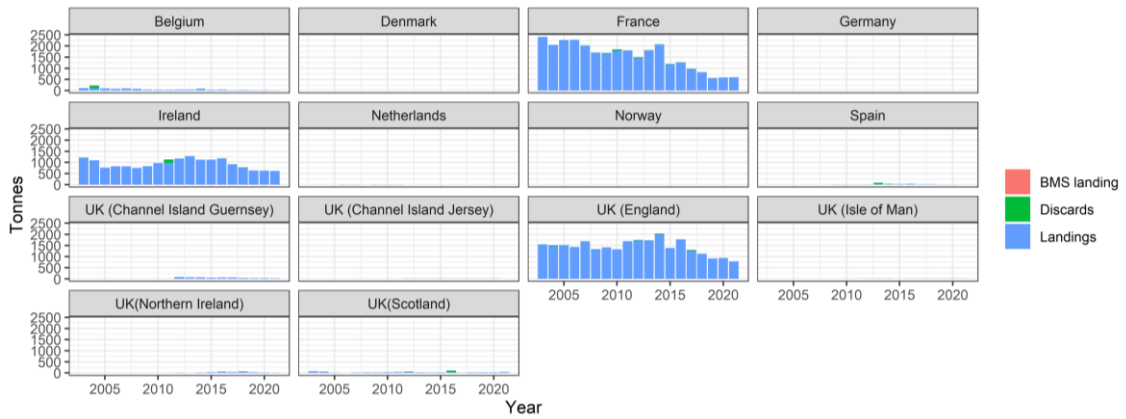 Belgium Denmark France Germany
2500
2000
1500
1000
500
0
Ireland Netherlands Norway Spain
2500
2000
1500
1000
500
0
BMS landing
Discards
Landings
Tonnes
UK (Channel Island Guernsey) UK (Channel Island Jersey) UK (England) UK (Isle of Man)
2500
2000
1500
1000
500
0
2005 2010 2015 2020 2005 2010 2015 2020
UK(Northern Ireland) UK(Scotland)
2500
2000
1500
1000
500
0
2005 2010 2015 2020 2005 2010 2015 2020
Year